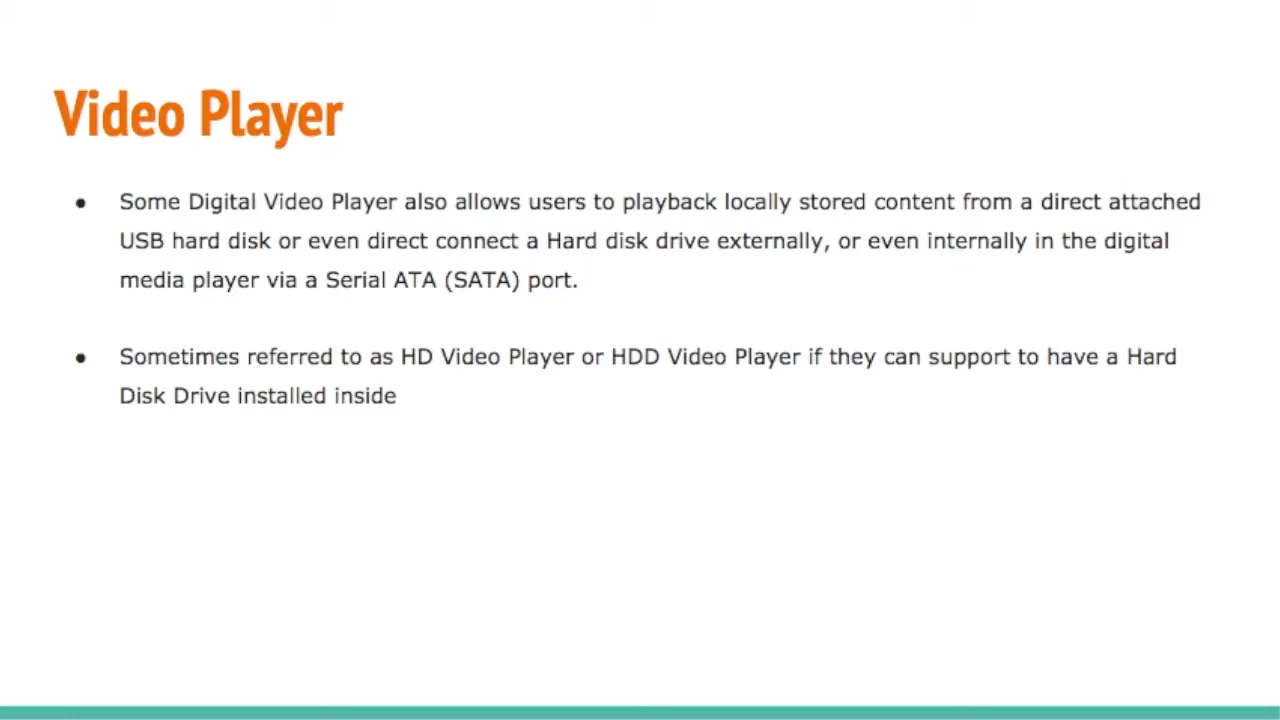 Video Player
● Some Digital Video Player also allows users to playback locally stored content from a direct attached
USB hard disk or even direct connect a Hard disk drive externally, or even internally in the digital
media player via a Serial ATA (SATA) port.
● Sometimes referred to as HD Video Player or HDD Video Player if they can support to have a Hard
Disk Drive installed inside